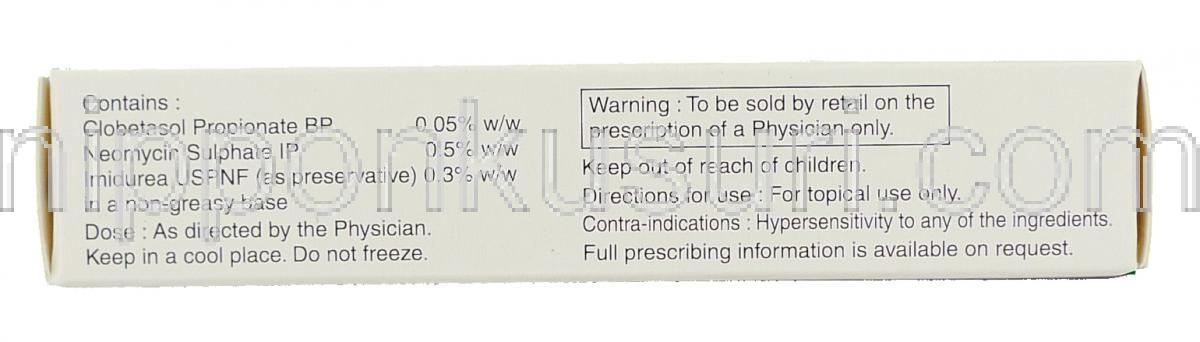 Contains :
Clobetasol Propionate BP 0.05% w/w
Neomycin Sulphate IP 0.5% w/w
Imidurea USPNF (as preservative) 0.3% w/w
in a non-greasy base
Dose : As directed by the Physician.
Keep in a cool place. Do not freeze.
Warning : To be sold by retail on the
prescription of a Physician only.
Keep out of reach of children.
Directions for use : For topical use only.
Contra-indications : Hypersensitivity to any of the ingredients.
Full prescribing information is available on request.
nipponkusuri.com